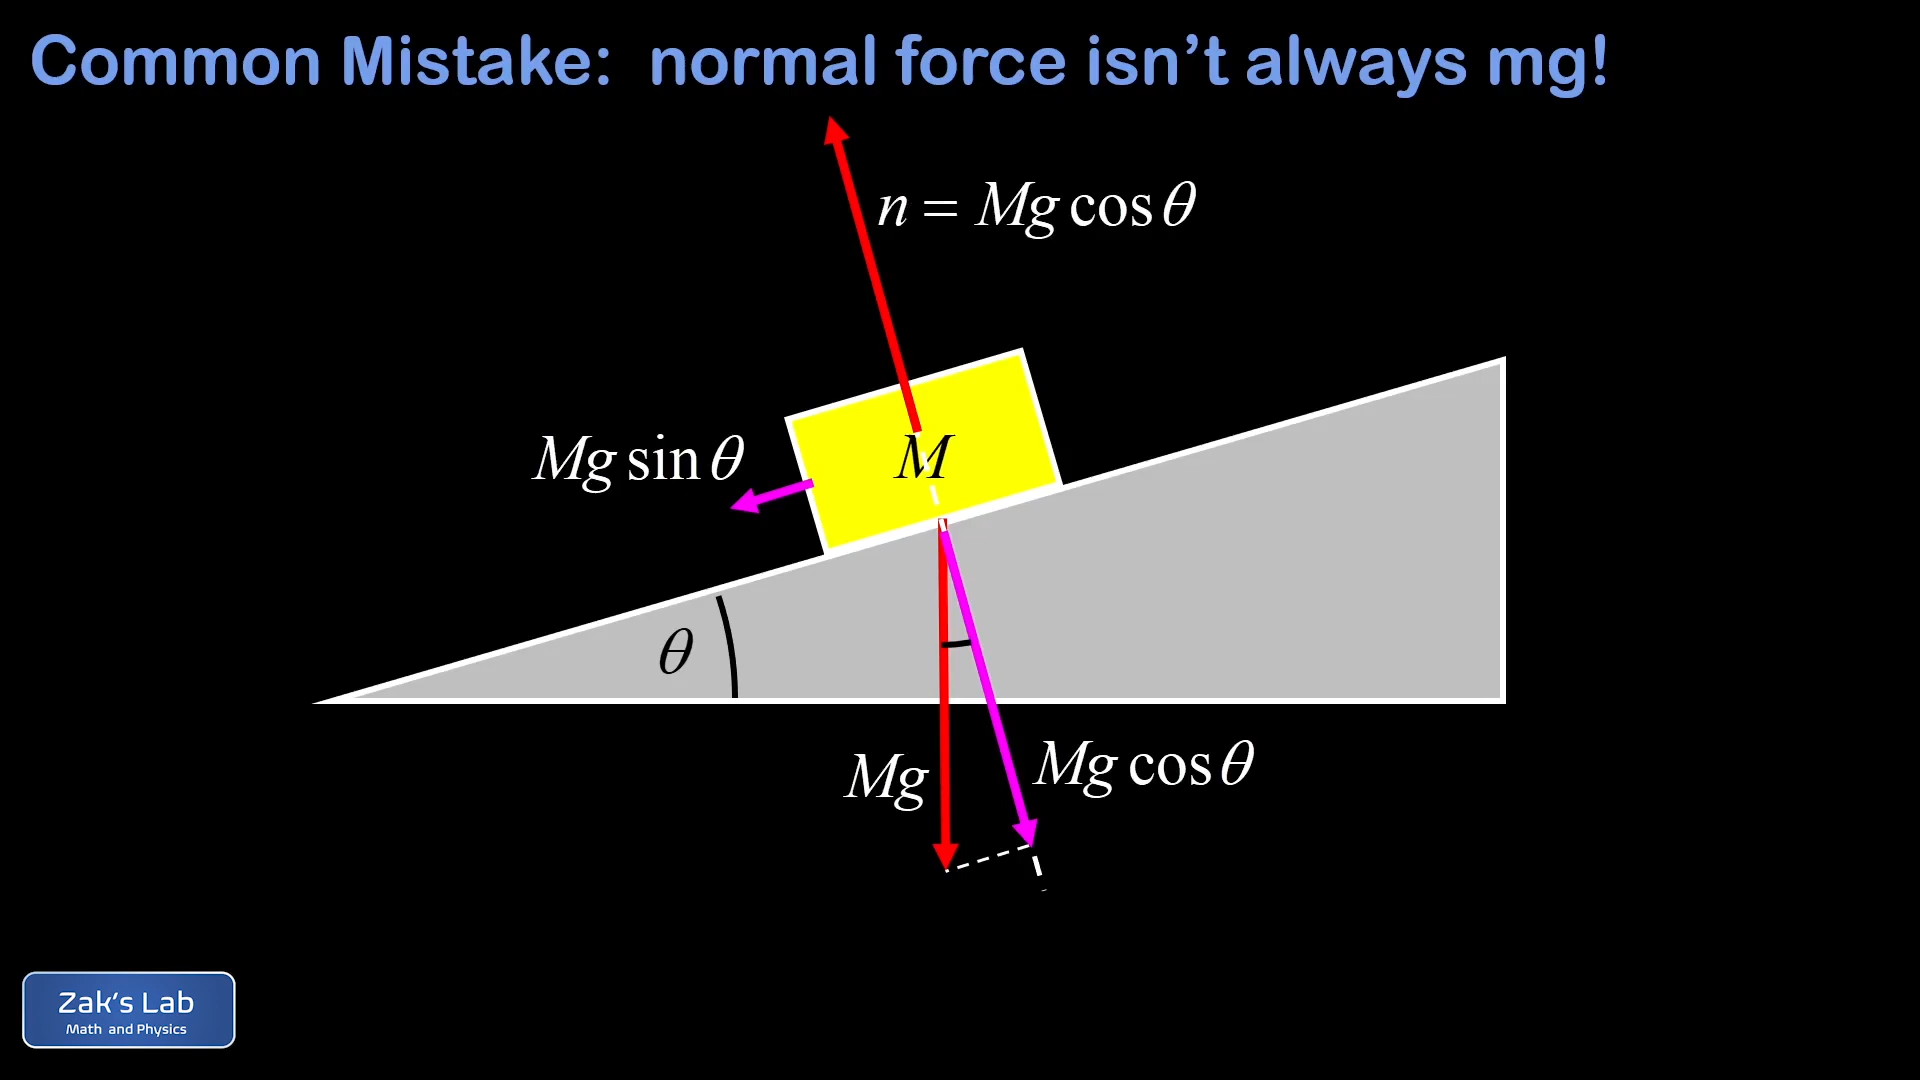 Common Mistake: normal force isn’t always mg!
n = Mg cos θ
M
Mg sin θ
θ
Mg
Mg cos θ
Zak’s Lab
Math and Physics